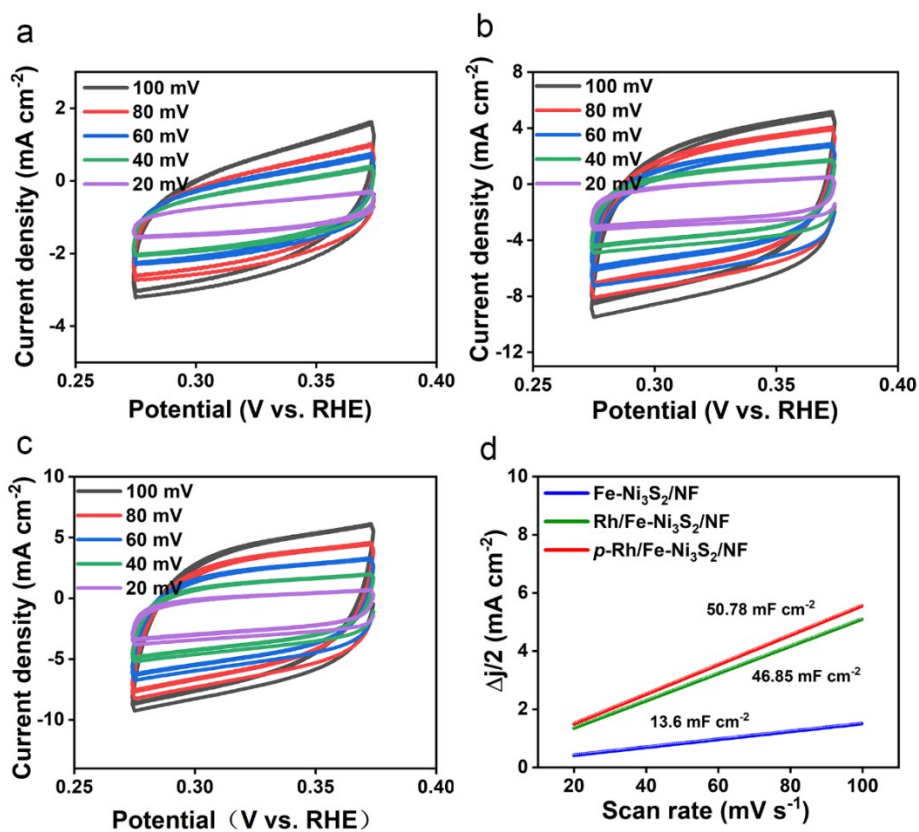 a
Current density (mA cm⁻²)
2
0
-2
-4
100 mV
80 mV
60 mV
40 mV
20 mV
0.25
0.30
0.35
0.40
Potential (V vs. RHE)
b
Current density (mA cm⁻²)
8
4
0
-4
-8
-12
100 mV
80 mV
60 mV
40 mV
20 mV
0.25
0.30
0.35
0.40
Potential (V vs. RHE)
c
Current density (mA cm⁻²)
10
5
0
-5
-10
100 mV
80 mV
60 mV
40 mV
20 mV
0.25
0.30
0.35
0.40
Potential（V vs. RHE）
d
Δj/2 (mA cm⁻²)
10
8
6
4
2
0
Fe-Ni₃S₂/NF
Rh/Fe-Ni₃S₂/NF
p-Rh/Fe-Ni₃S₂/NF
50.78 mF cm⁻²
46.85 mF cm⁻²
13.6 mF cm⁻²
20
40
60
80
100
Scan rate (mV s⁻¹)